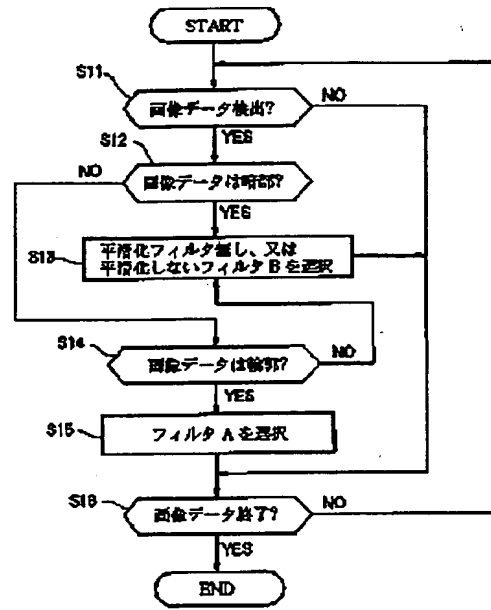 START
S11
画像データ検出?
NO
YES
S12
NO
画像データは暗部?
YES
S13
平滑化フィルタ無し、又は
平滑化しないフィルタ B を選択
S14
画像データは輪郭?
NO
YES
S15
フィルタ A を選択
S16
画像データ終了?
NO
YES
END